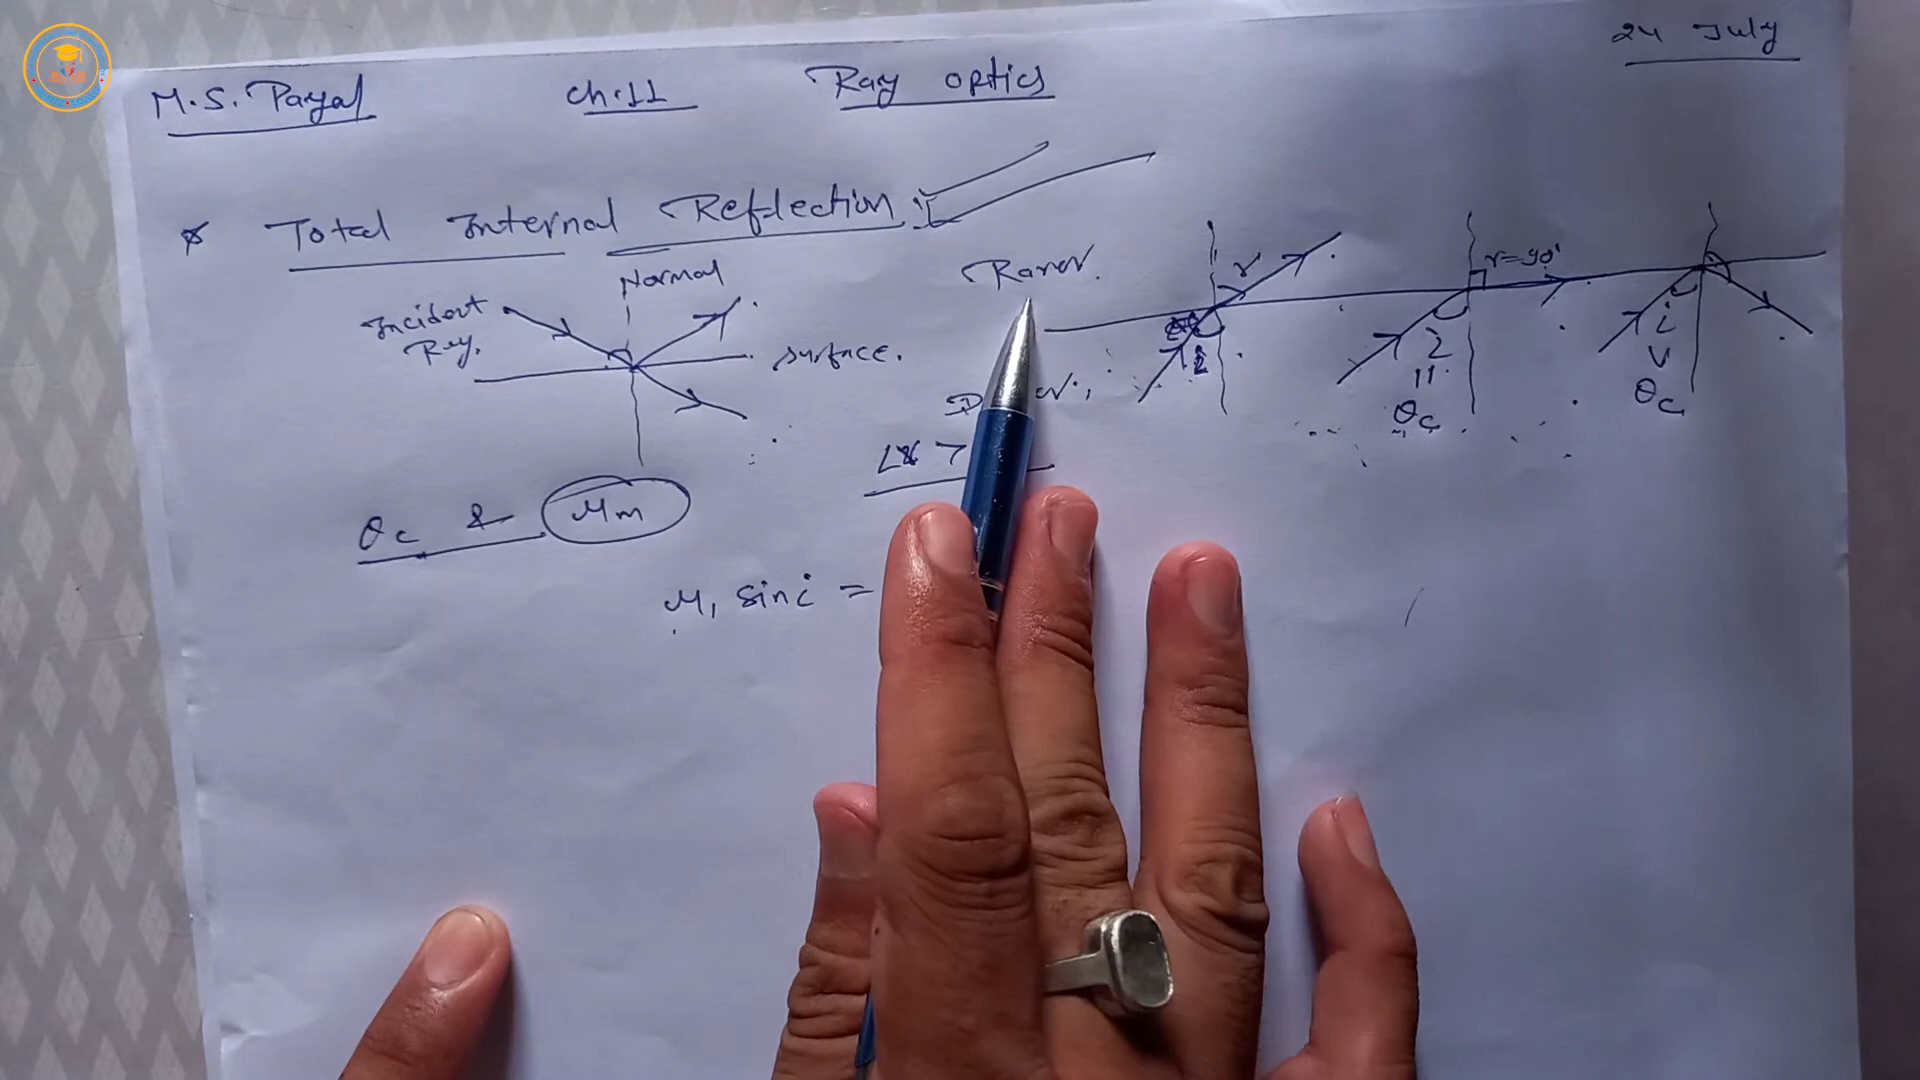 24 July
M.S. Payal Ch.11 Ray optics
* Total Internal Reflection :
Normal
Incident
Ray.
surface.
Rarer.
r
r=90°
i
i
i
θc
θc
θc & μm
μ, sin i =